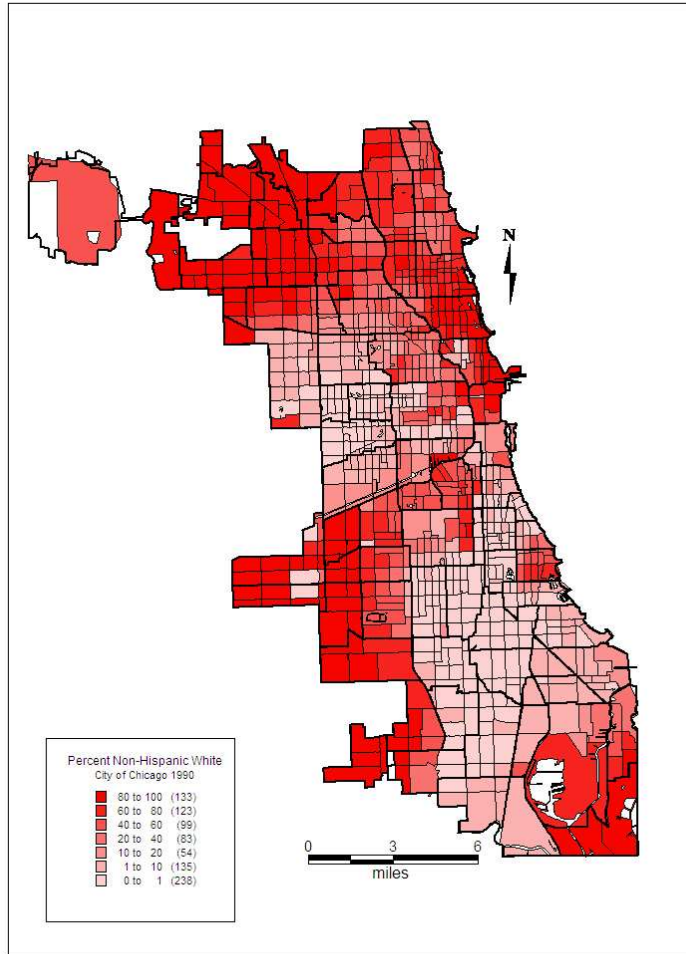 N
Percent Non-Hispanic White
City of Chicago 1990
80 to 100 (133)
60 to 80 (123)
40 to 60 (99)
20 to 40 (83)
10 to 20 (54)
1 to 10 (135)
0 to 1 (238)
0 3 6
miles